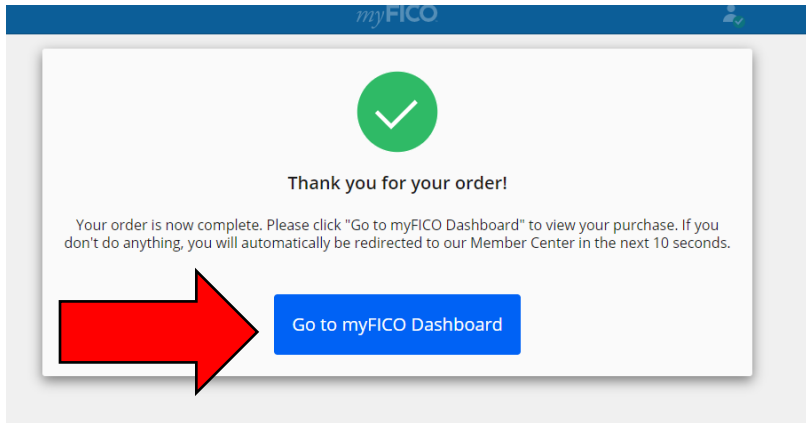 myFICO
Thank you for your order!
Your order is now complete. Please click "Go to myFICO Dashboard" to view your purchase. If you
don't do anything, you will automatically be redirected to our Member Center in the next 10 seconds.
Go to myFICO Dashboard